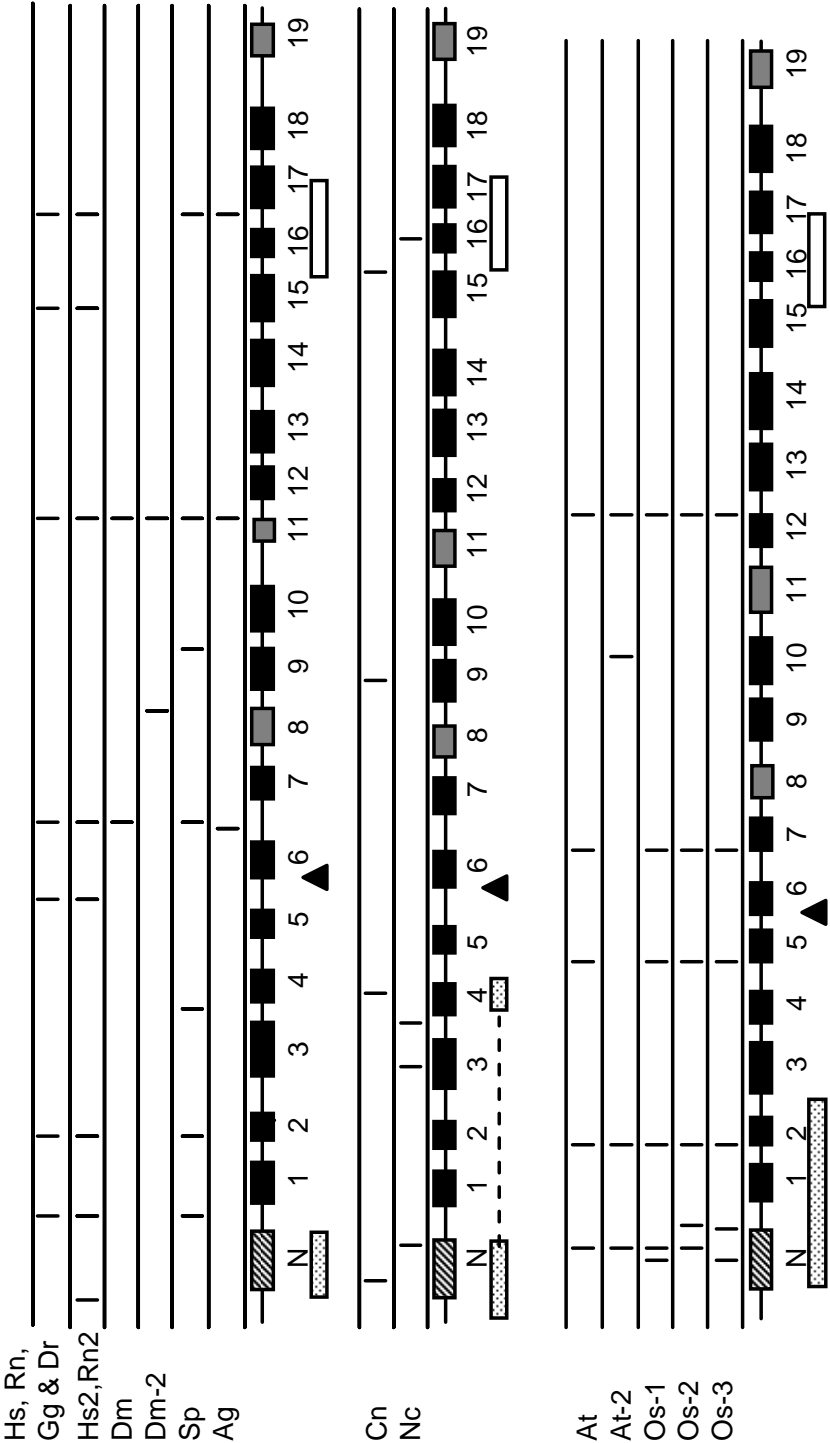 Hs, Rn,
Gg & Dr
Hs2,Rn2
Dm
Dm-2
Sp
Ag
N 1 2 3 4 5 6 7 8 9 10 11 12 13 14 15 16 17 18 19
Cn
Nc
N 1 2 3 4 5 6 7 8 9 10 11 12 13 14 15 16 17 18 19
At
At-2
Os-1
Os-2
Os-3
N 1 2 3 4 5 6 7 8 9 10 11 12 13 14 15 16 17 18 19